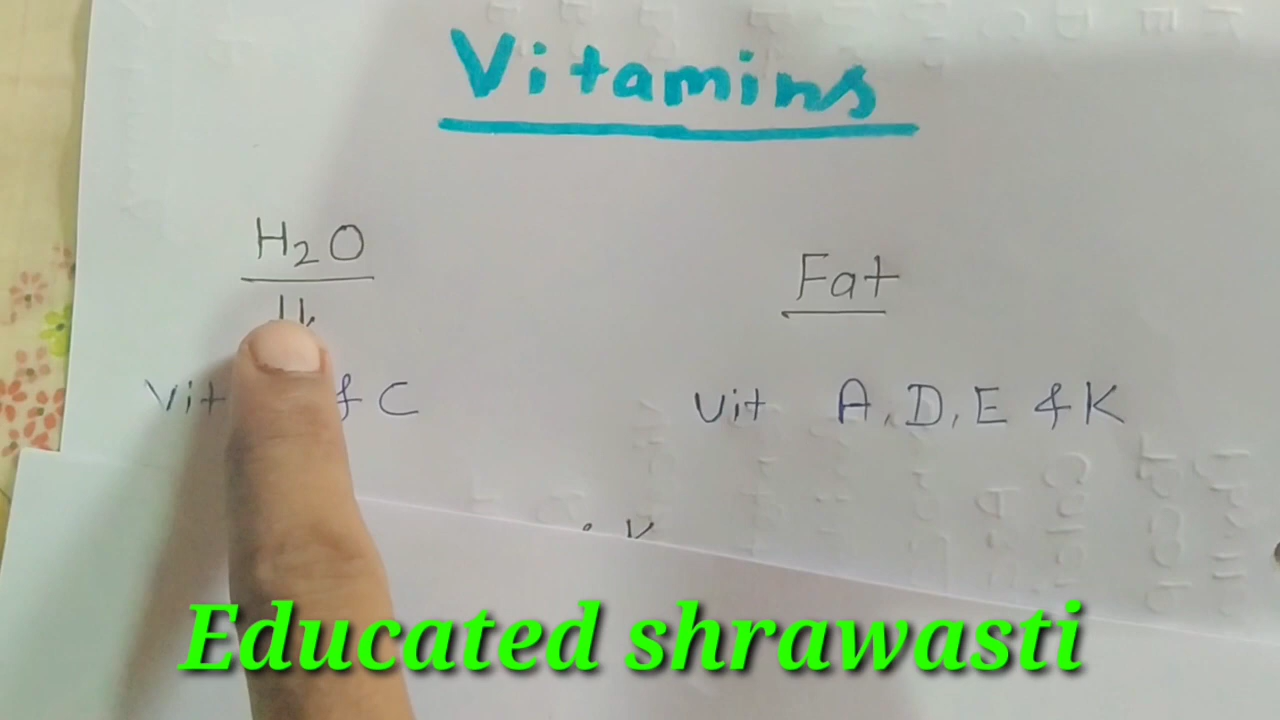 Vitamins
H2O
Fat
Vit & C
Vit A, D, E & K
Educated shrawasti